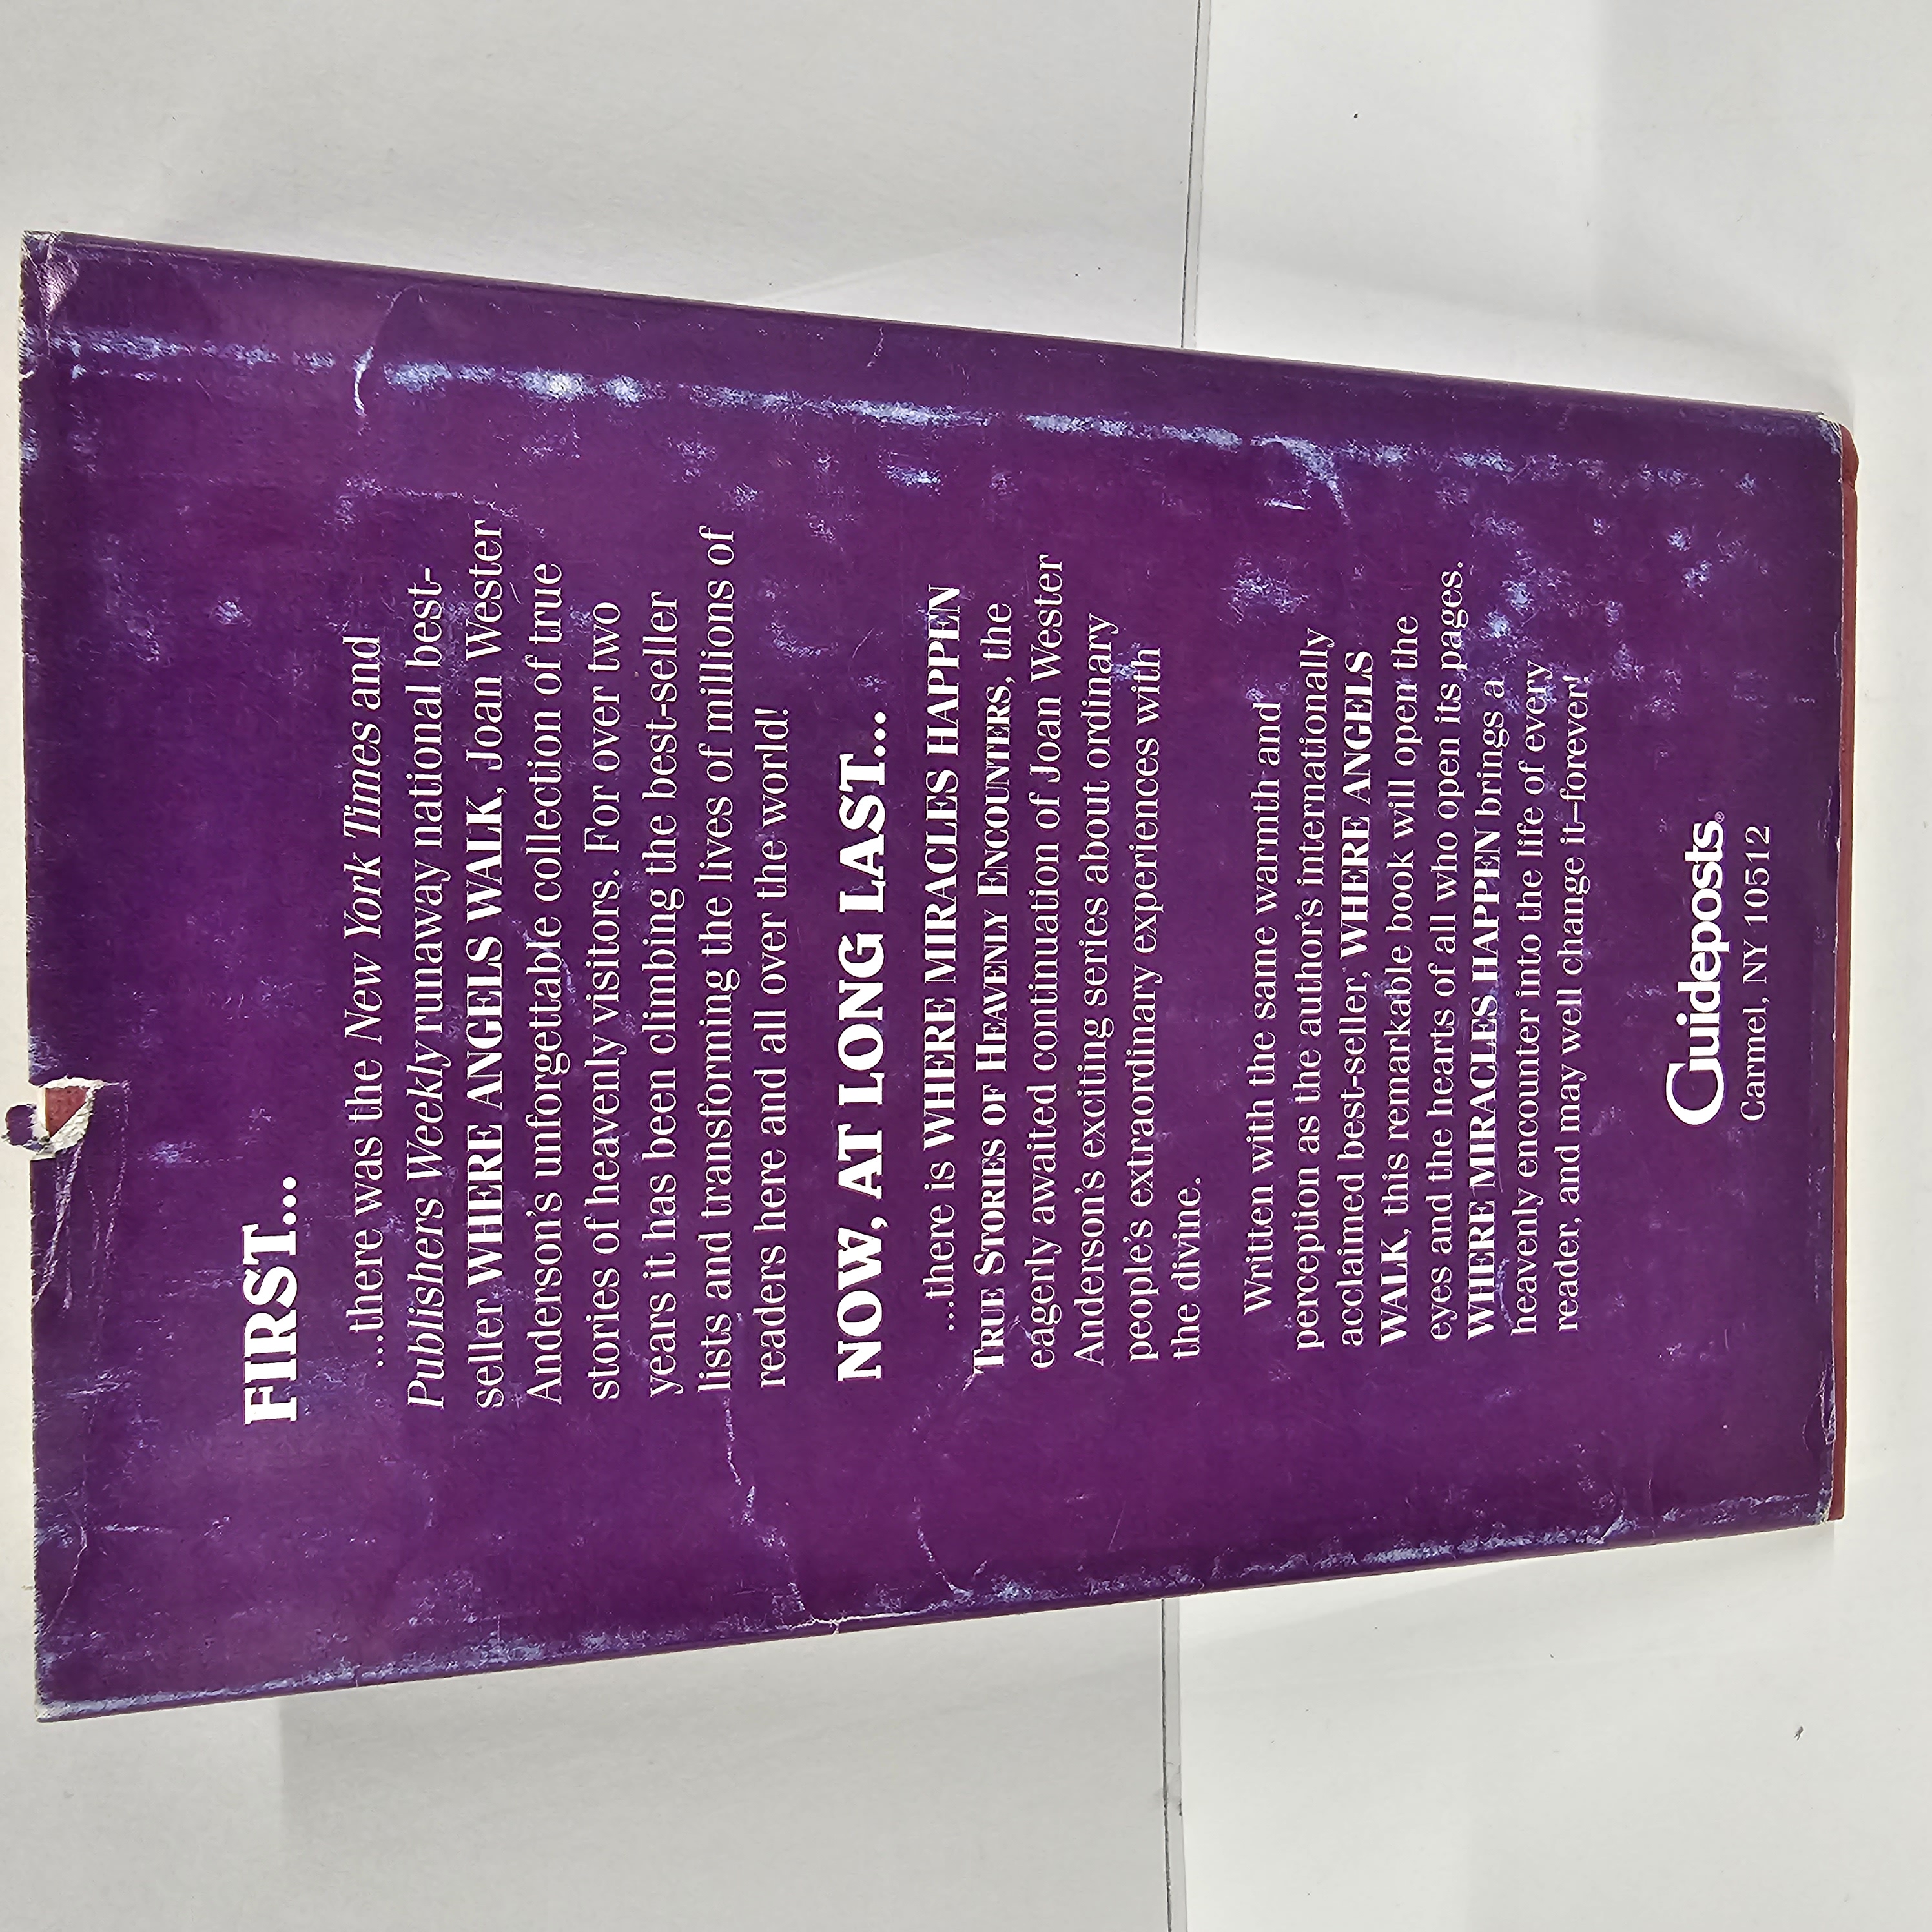 FIRST...
...there was the New York Times and
Publishers Weekly runaway national best-
seller WHERE ANGELS WALK, Joan Wester
Anderson's unforgettable collection of true
stories of heavenly visitors. For over two
years it has been climbing the best-seller
lists and transforming the lives of millions of
readers here and all over the world!
NOW, AT LONG LAST...
...there is WHERE MIRACLES HAPPEN
TRUE STORIES OF HEAVENLY ENCOUNTERS, the
eagerly awaited continuation of Joan Wester
Anderson's exciting series about ordinary
people's extraordinary experiences with
the divine.
Written with the same warmth and
perception as the author's internationally
acclaimed best-seller, WHERE ANGELS
WALK, this remarkable book will open the
eyes and the hearts of all who open its pages.
WHERE MIRACLES HAPPEN brings a
heavenly encounter into the life of every
reader, and may well change it–forever!
Guideposts®
Carmel, NY 10512